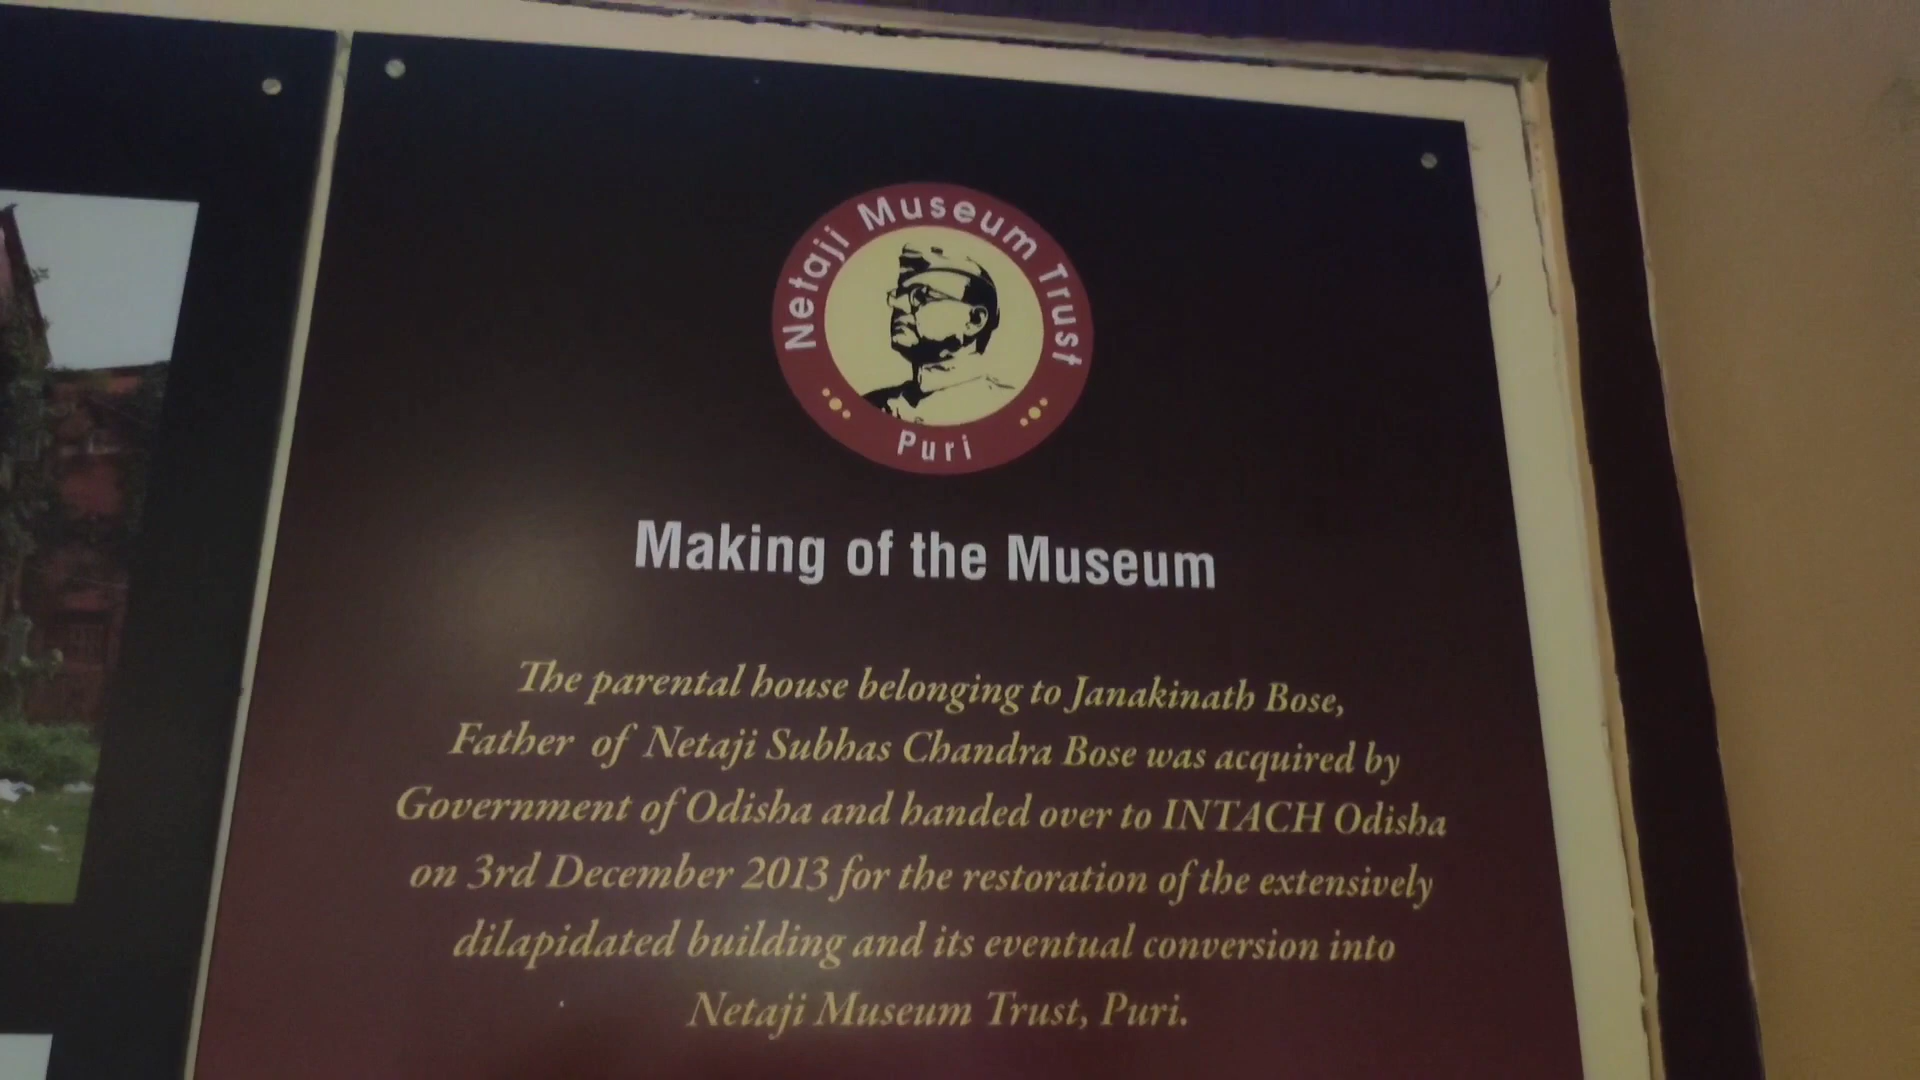 Netaji Museum Trust
Puri
Making of the Museum
The parental house belonging to Janakinath Bose,
Father of Netaji Subhas Chandra Bose was acquired by
Government of Odisha and handed over to INTACH Odisha
on 3rd December 2013 for the restoration of the extensively
dilapidated building and its eventual conversion into
Netaji Museum Trust, Puri.